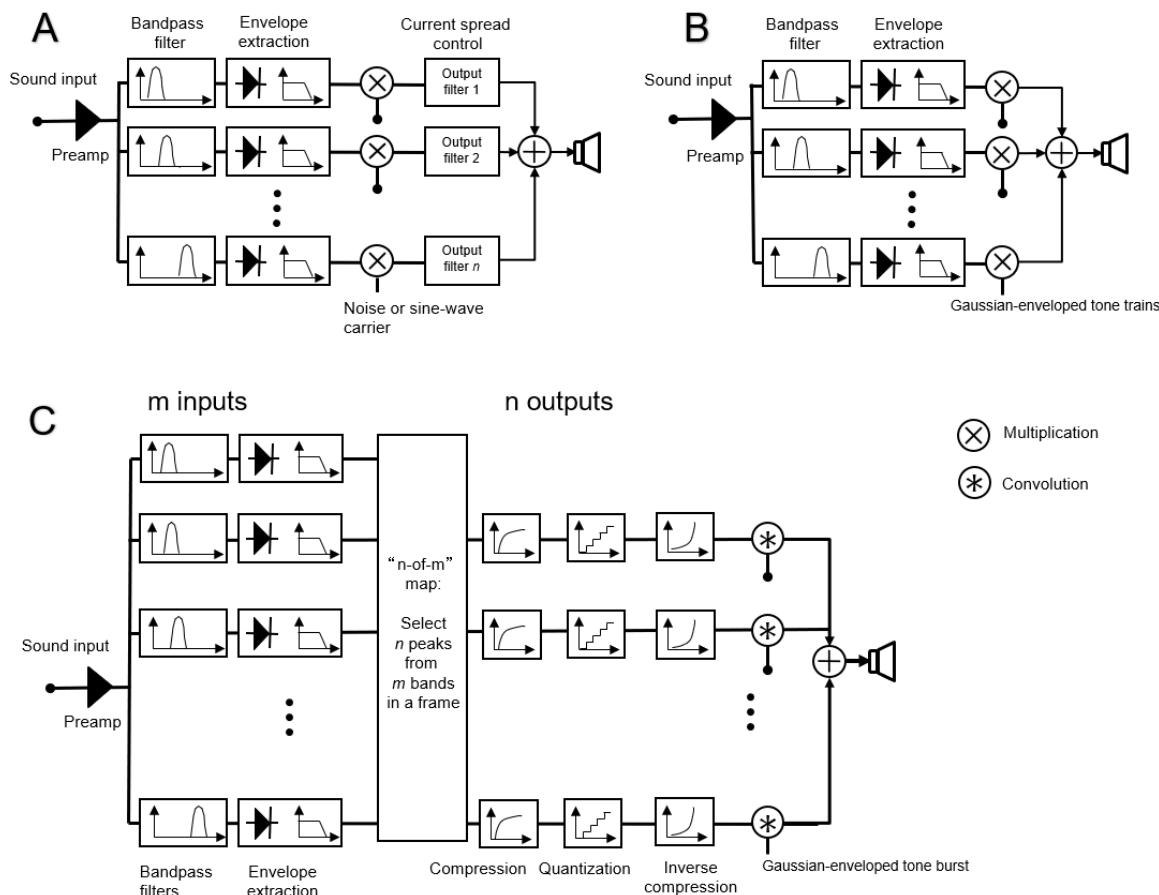 A
Bandpass
filter
Envelope
extraction
Current spread
control
Sound input
Preamp
Output
filter 1
Output
filter 2
Output
filter n
Noise or sine-wave
carrier
B
Bandpass
filter
Envelope
extraction
Sound input
Preamp
Gaussian-enveloped tone trains
C
m inputs
n outputs
Multiplication
Convolution
"n-of-m"
map:
Select
n peaks
from
m bands
in a frame
Sound input
Preamp
Bandpass
filters
Envelope
extraction
Compression
Quantization
Inverse
compression
Gaussian-enveloped tone burst